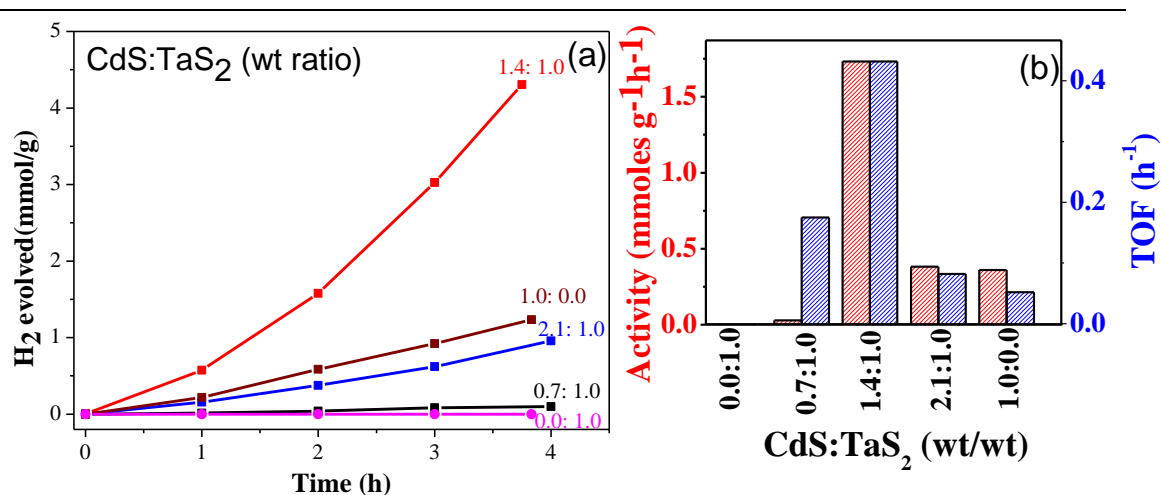 CdS:TaS2 (wt ratio)
(a)
1.4: 1.0
1.0: 0.0
2.1: 1.0
0.7: 1.0
0.0: 1.0
H2 evolved(mmol/g)
5
4
3
2
1
0
0 1 2 3 4
Time (h)
(b)
Activity (mmoles g-1h-1)
1.5
1.0
0.5
0.0
TOF (h-1)
0.4
0.2
0.0
0.0:1.0
0.7:1.0
1.4:1.0
2.1:1.0
1.0:0.0
CdS:TaS2 (wt/wt)